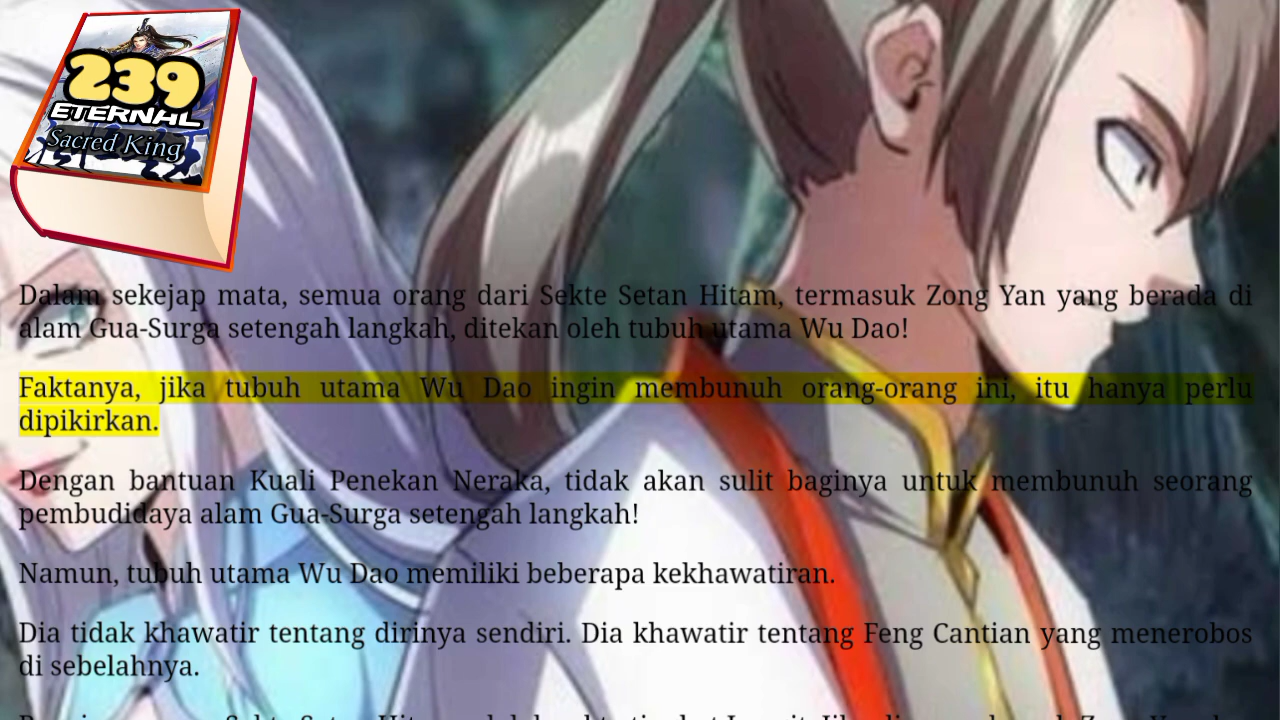 239
ETERNAL
Sacred King
Dalam sekejap mata, semua orang dari Sekte Setan Hitam, termasuk Zong Yan yang berada di
alam Gua-Surga setengah langkah, ditekan oleh tubuh utama Wu Dao!
Faktanya, jika tubuh utama Wu Dao ingin membunuh orang-orang ini, itu hanya perlu
dipikirkan.
Dengan bantuan Kuali Penekan Neraka, tidak akan sulit baginya untuk membunuh seorang
pembudidaya alam Gua-Surga setengah langkah!
Namun, tubuh utama Wu Dao memiliki beberapa kekhawatiran.
Dia tidak khawatir tentang dirinya sendiri. Dia khawatir tentang Feng Cantian yang menerobos
di sebelahnya.